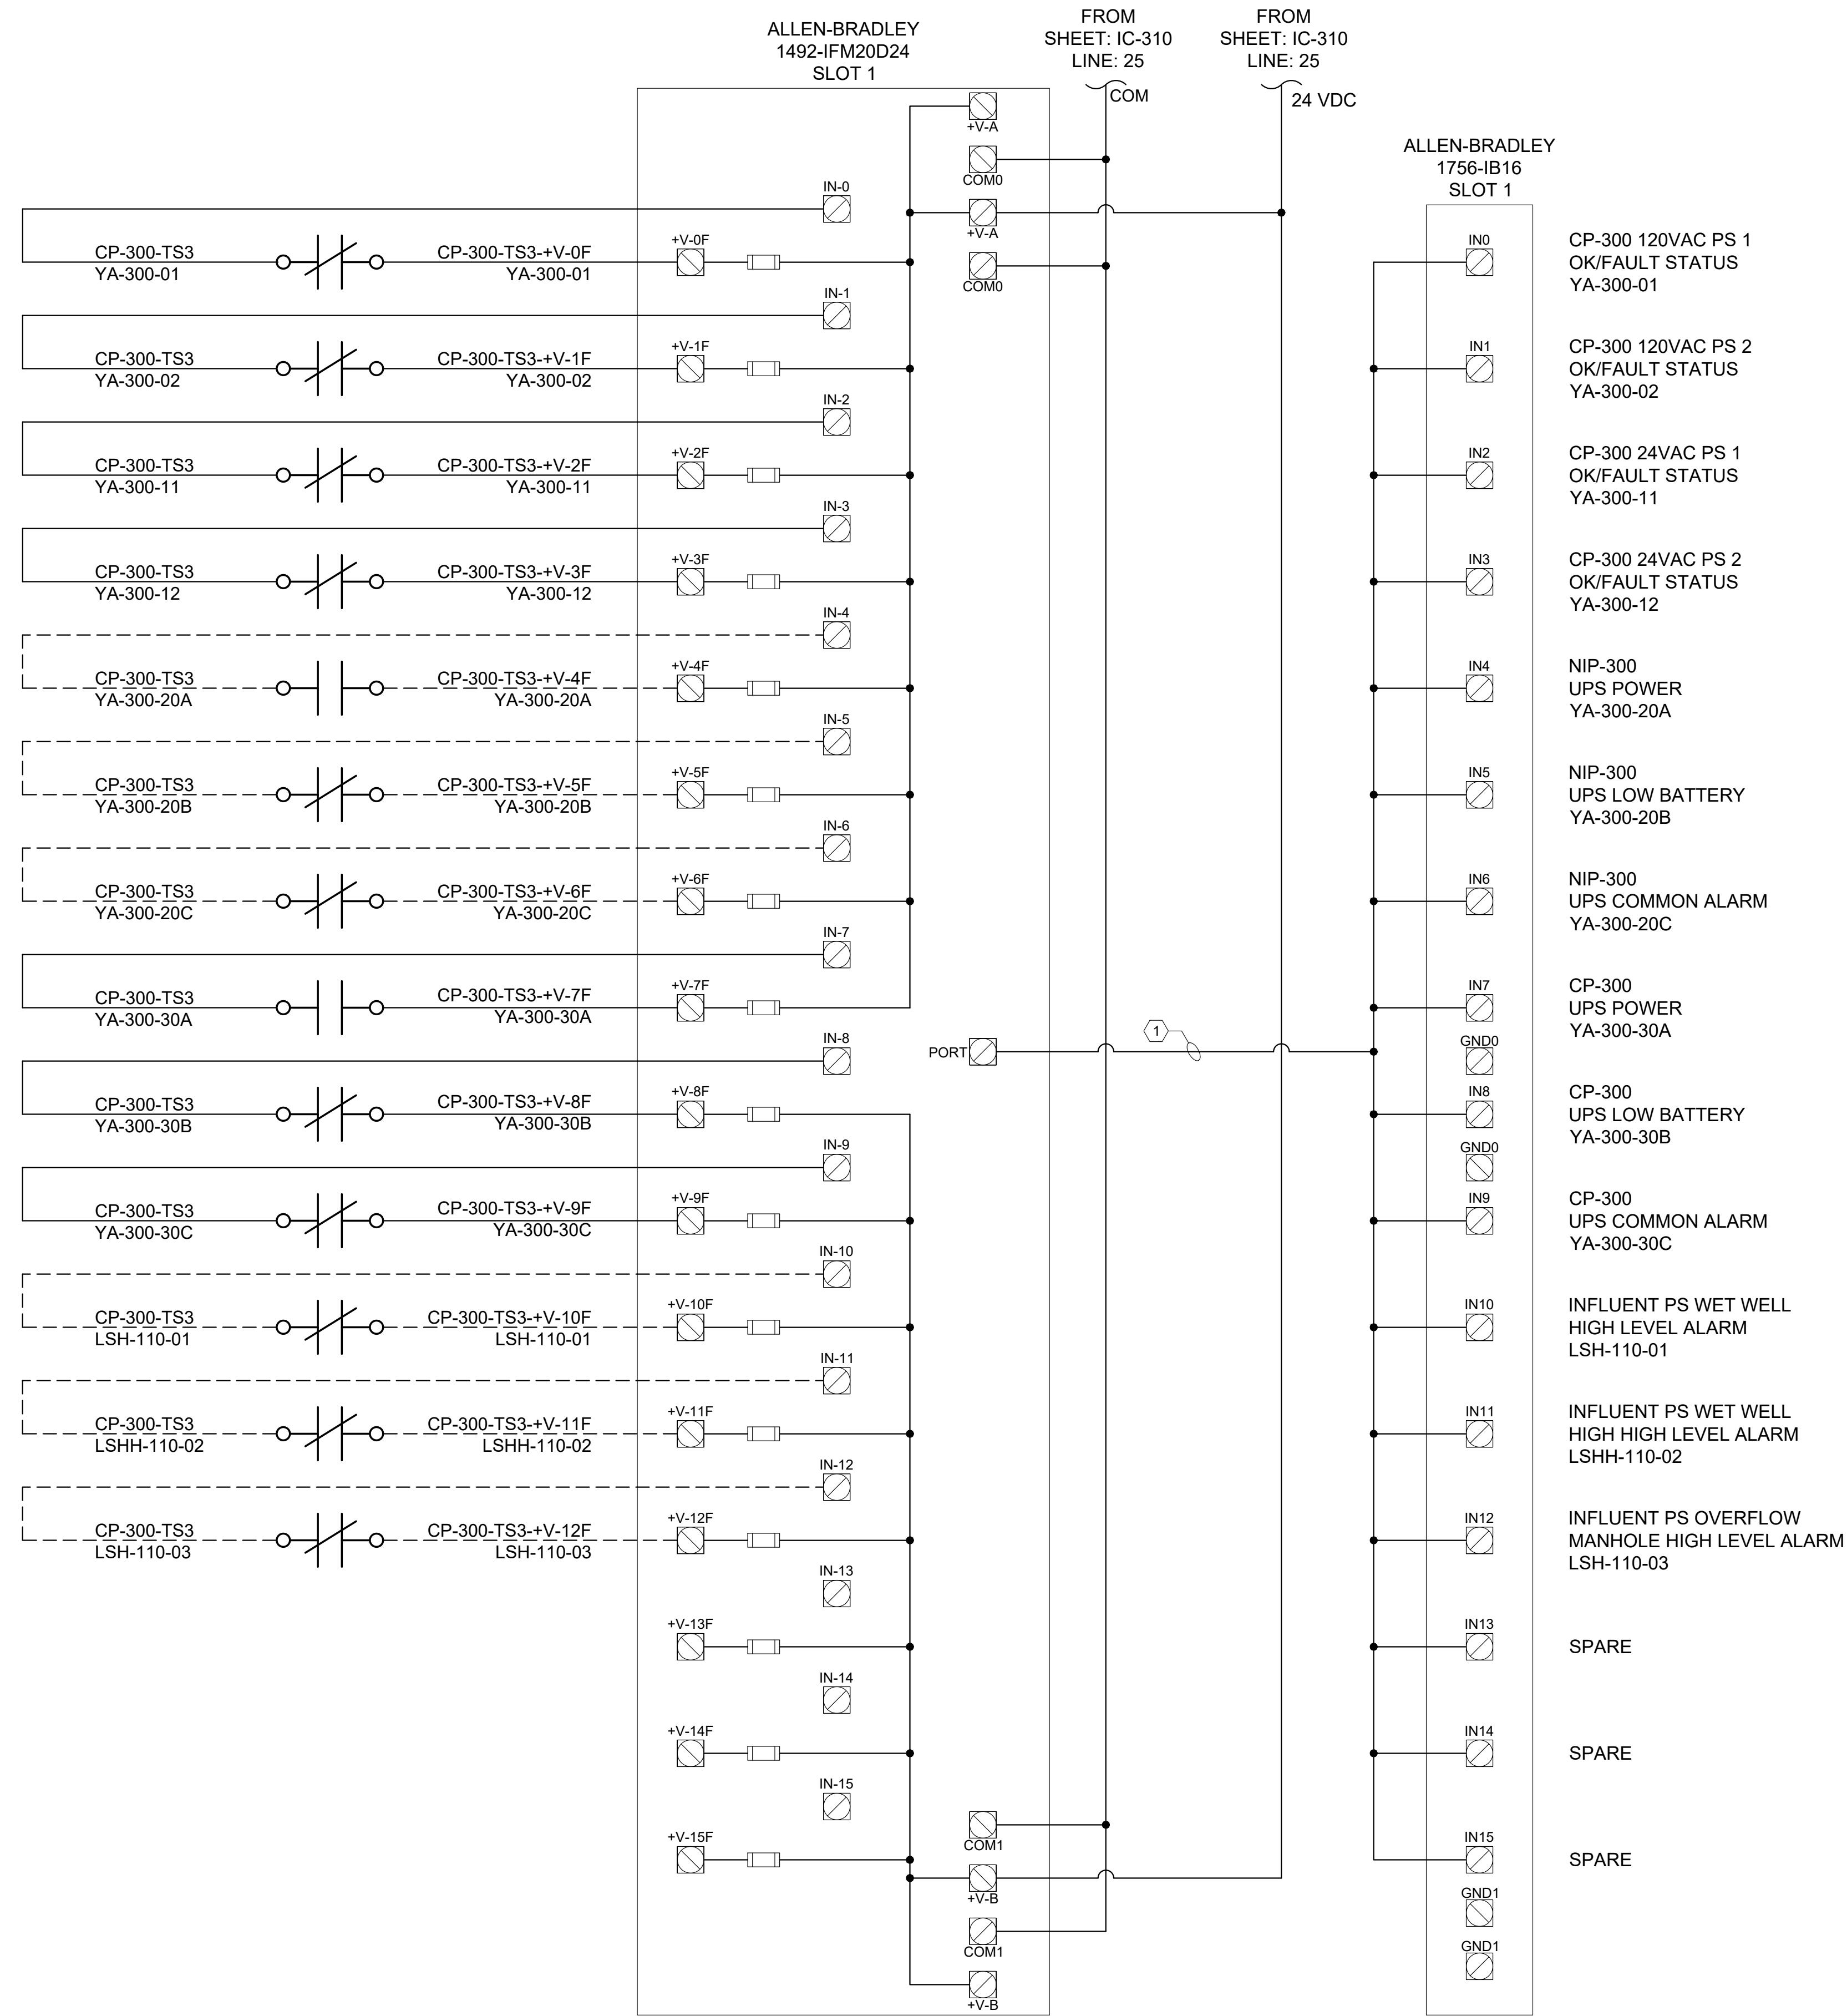 ALLEN-BRADLEY
1492-IFM20D24
SLOT 1
FROM
SHEET: IC-310
LINE: 25
COM
FROM
SHEET: IC-310
LINE: 25
24 VDC
ALLEN-BRADLEY
1756-IB16
SLOT 1
+V-A
COM0
+V-A
COM0
IN-0
CP-300-TS3
YA-300-01
CP-300-TS3-+V-0F
YA-300-01
+V-0F
IN0
CP-300 120VAC PS 1
OK/FAULT STATUS
YA-300-01
IN-1
CP-300-TS3
YA-300-02
CP-300-TS3-+V-1F
YA-300-02
+V-1F
IN1
CP-300 120VAC PS 2
OK/FAULT STATUS
YA-300-02
IN-2
CP-300-TS3
YA-300-11
CP-300-TS3-+V-2F
YA-300-11
+V-2F
IN2
CP-300 24VAC PS 1
OK/FAULT STATUS
YA-300-11
IN-3
CP-300-TS3
YA-300-12
CP-300-TS3-+V-3F
YA-300-12
+V-3F
IN3
CP-300 24VAC PS 2
OK/FAULT STATUS
YA-300-12
IN-4
CP-300-TS3
YA-300-20A
CP-300-TS3-+V-4F
YA-300-20A
+V-4F
IN4
NIP-300
UPS POWER
YA-300-20A
IN-5
CP-300-TS3
YA-300-20B
CP-300-TS3-+V-5F
YA-300-20B
+V-5F
IN5
NIP-300
UPS LOW BATTERY
YA-300-20B
IN-6
CP-300-TS3
YA-300-20C
CP-300-TS3-+V-6F
YA-300-20C
+V-6F
IN6
NIP-300
UPS COMMON ALARM
YA-300-20C
IN-7
CP-300-TS3
YA-300-30A
CP-300-TS3-+V-7F
YA-300-30A
+V-7F
IN7
CP-300
UPS POWER
YA-300-30A
PORT
1
GND0
IN-8
CP-300-TS3
YA-300-30B
CP-300-TS3-+V-8F
YA-300-30B
+V-8F
IN8
CP-300
UPS LOW BATTERY
YA-300-30B
GND0
IN-9
CP-300-TS3
YA-300-30C
CP-300-TS3-+V-9F
YA-300-30C
+V-9F
IN9
CP-300
UPS COMMON ALARM
YA-300-30C
IN-10
CP-300-TS3
LSH-110-01
CP-300-TS3-+V-10F
LSH-110-01
+V-10F
IN10
INFLUENT PS WET WELL
HIGH LEVEL ALARM
LSH-110-01
IN-11
CP-300-TS3
LSHH-110-02
CP-300-TS3-+V-11F
LSHH-110-02
+V-11F
IN11
INFLUENT PS WET WELL
HIGH HIGH LEVEL ALARM
LSHH-110-02
IN-12
CP-300-TS3
LSH-110-03
CP-300-TS3-+V-12F
LSH-110-03
+V-12F
IN12
INFLUENT PS OVERFLOW
MANHOLE HIGH LEVEL ALARM
LSH-110-03
IN-13
+V-13F
IN13
SPARE
IN-14
+V-14F
IN14
SPARE
IN-15
+V-15F
IN15
SPARE
COM1
+V-B
COM1
+V-B
GND1
GND1